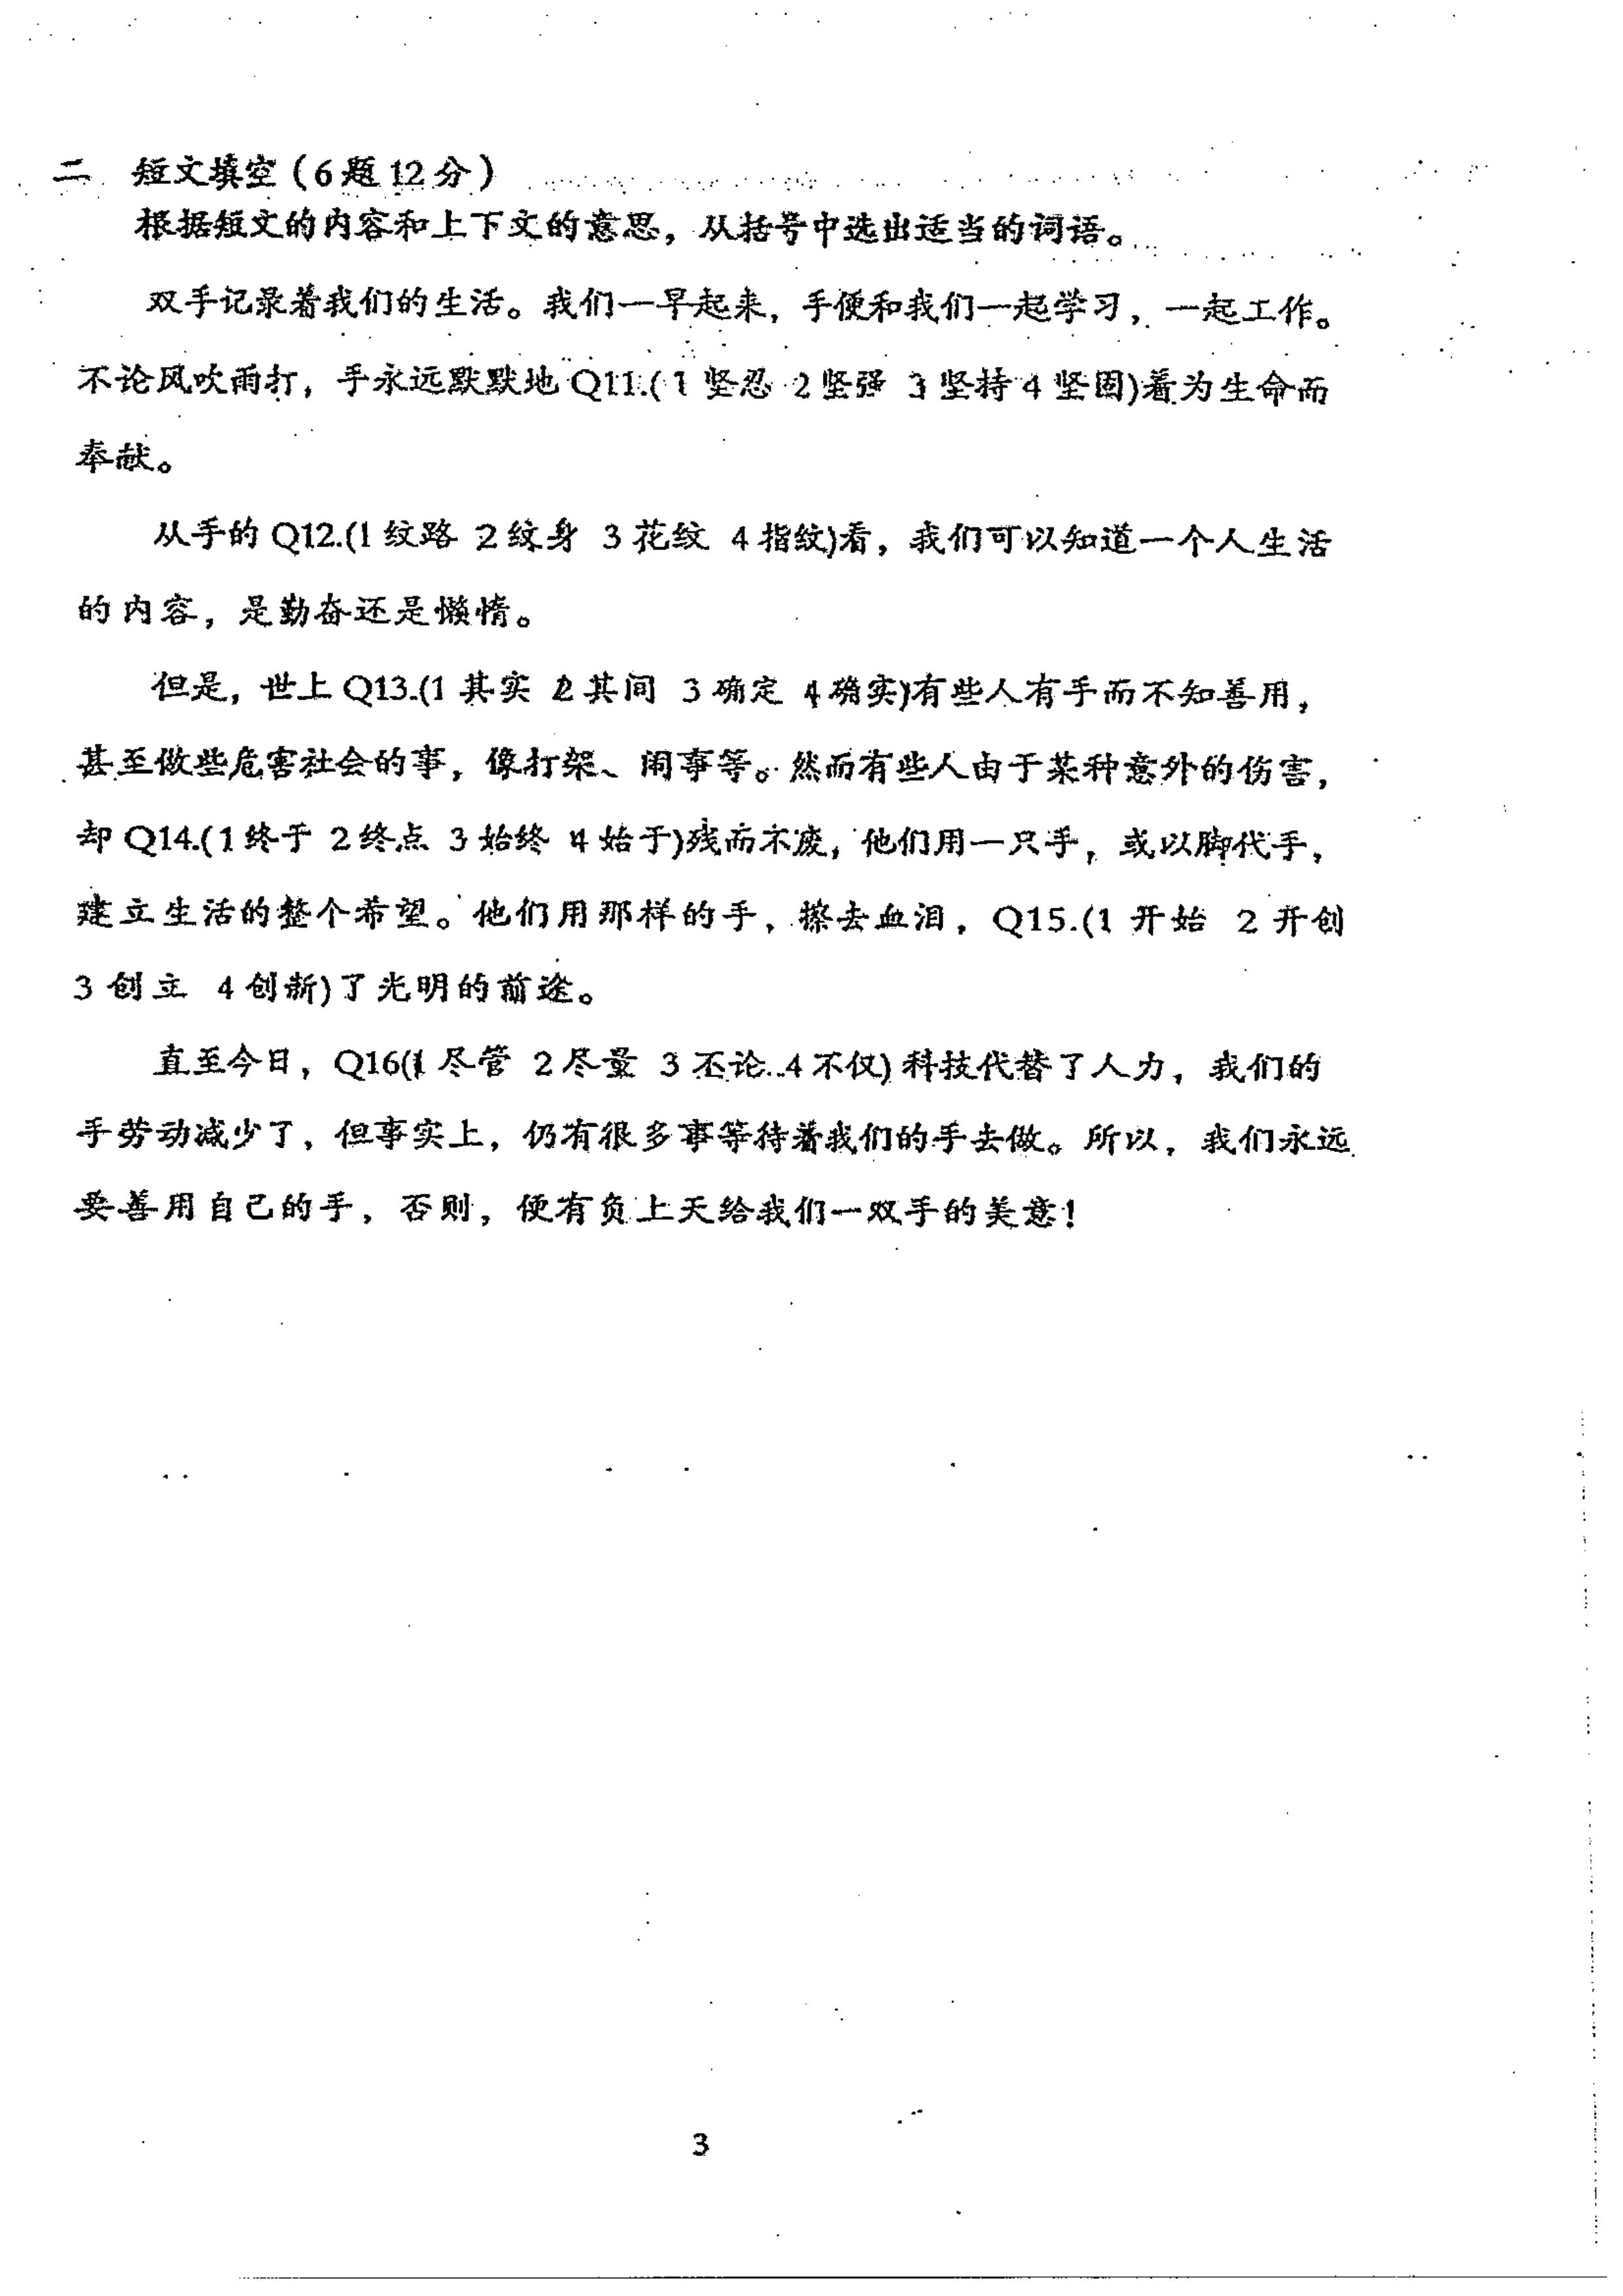 二 短文填空（6题12分）
根据短文的内容和上下文的意思，从括号中选出适当的词语。
双手记录着我们的生活。我们一早起来，手便和我们一起学习，一起工作。
不论风吹雨打，手永远默默地Q11.(1 坚忍 2 坚强 3 坚持 4 坚固)着为生命而
奉献。
从手的Q12.(1 纹路 2 纹身 3 花纹 4 指纹)看，我们可以知道一个人生活
的内容，是勤奋还是懒惰。
但是，世上Q13.(1 其实 2 其间 3 确定 4 确实)有些人有手而不知善用，
甚至做些危害社会的事，像打架、闹事等。然而有些人由于某种意外的伤害，
却Q14.(1 终于 2 终点 3 始终 4 始于)残而不废，他们用一只手，或以脚代手，
建立生活的整个希望。他们用那样的手，擦去血泪，Q15.(1 开始 2 开创
3 创立 4 创新)了光明的前途。
直至今日，Q16(1 尽管 2 尽量 3 不论 4 不仅)科技代替了人力，我们的
手劳动减少了，但事实上，仍有很多事等待着我们的手去做。所以，我们永远
要善用自己的手，否则，便有负上天给我们一双手的美意！
3